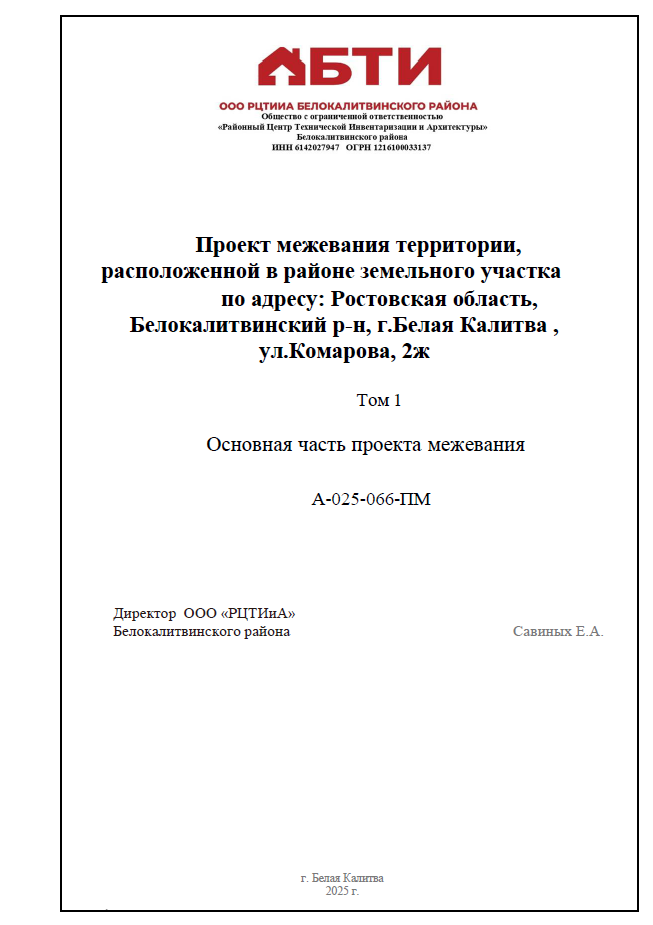 БТИ
ООО РЦТИИА БЕЛОКАЛИТВИНСКОГО РАЙОНА
Общество с ограниченной ответственностью
«Районный Центр Технической Инвентаризации и Архитектуры»
Белокалитвинского района
ИНН 6142027947 ОГРН 1216100033137
Проект межевания территории,
расположенной в районе земельного участка
по адресу: Ростовская область,
Белокалитвинский р-н, г.Белая Калитва ,
ул.Комарова, 2ж
Том 1
Основная часть проекта межевания
А-025-066-ПМ
Директор ООО «РЦТИиА»
Белокалитвинского района
Савиных Е.А.
г. Белая Калитва
2025 г.